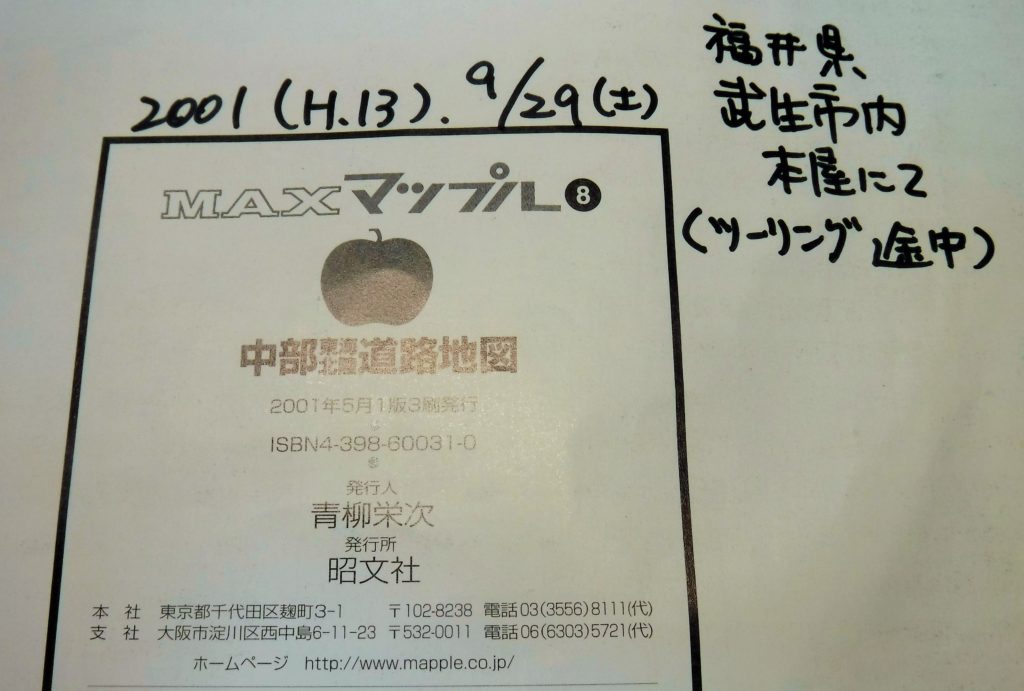 2001 (H.13). 9/29(土)
福井県
武生市内
本屋にて
(ツーリング途中)
MAXマップル8
中部東海北陸道路地図
2001年5月1版3刷発行
ISBN4-398-60031-0
発行人
青柳栄次
発行所
昭文社
本 社 東京都千代田区麹町3-1 〒102-8238 電話03(3556)8111(代)
支 社 大阪市淀川区西中島6-11-23 〒532-0011 電話06(6303)5721(代)
ホームページ http://www.mapple.co.jp/